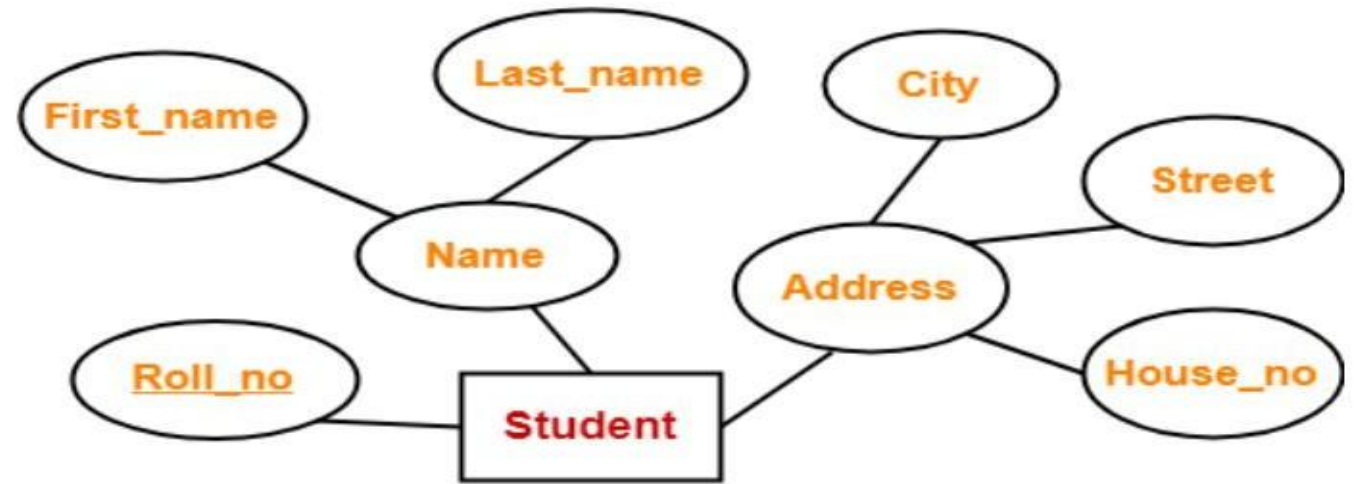 First_name
Last_name
City
Street
Name
Address
Roll_no
House_no
Student